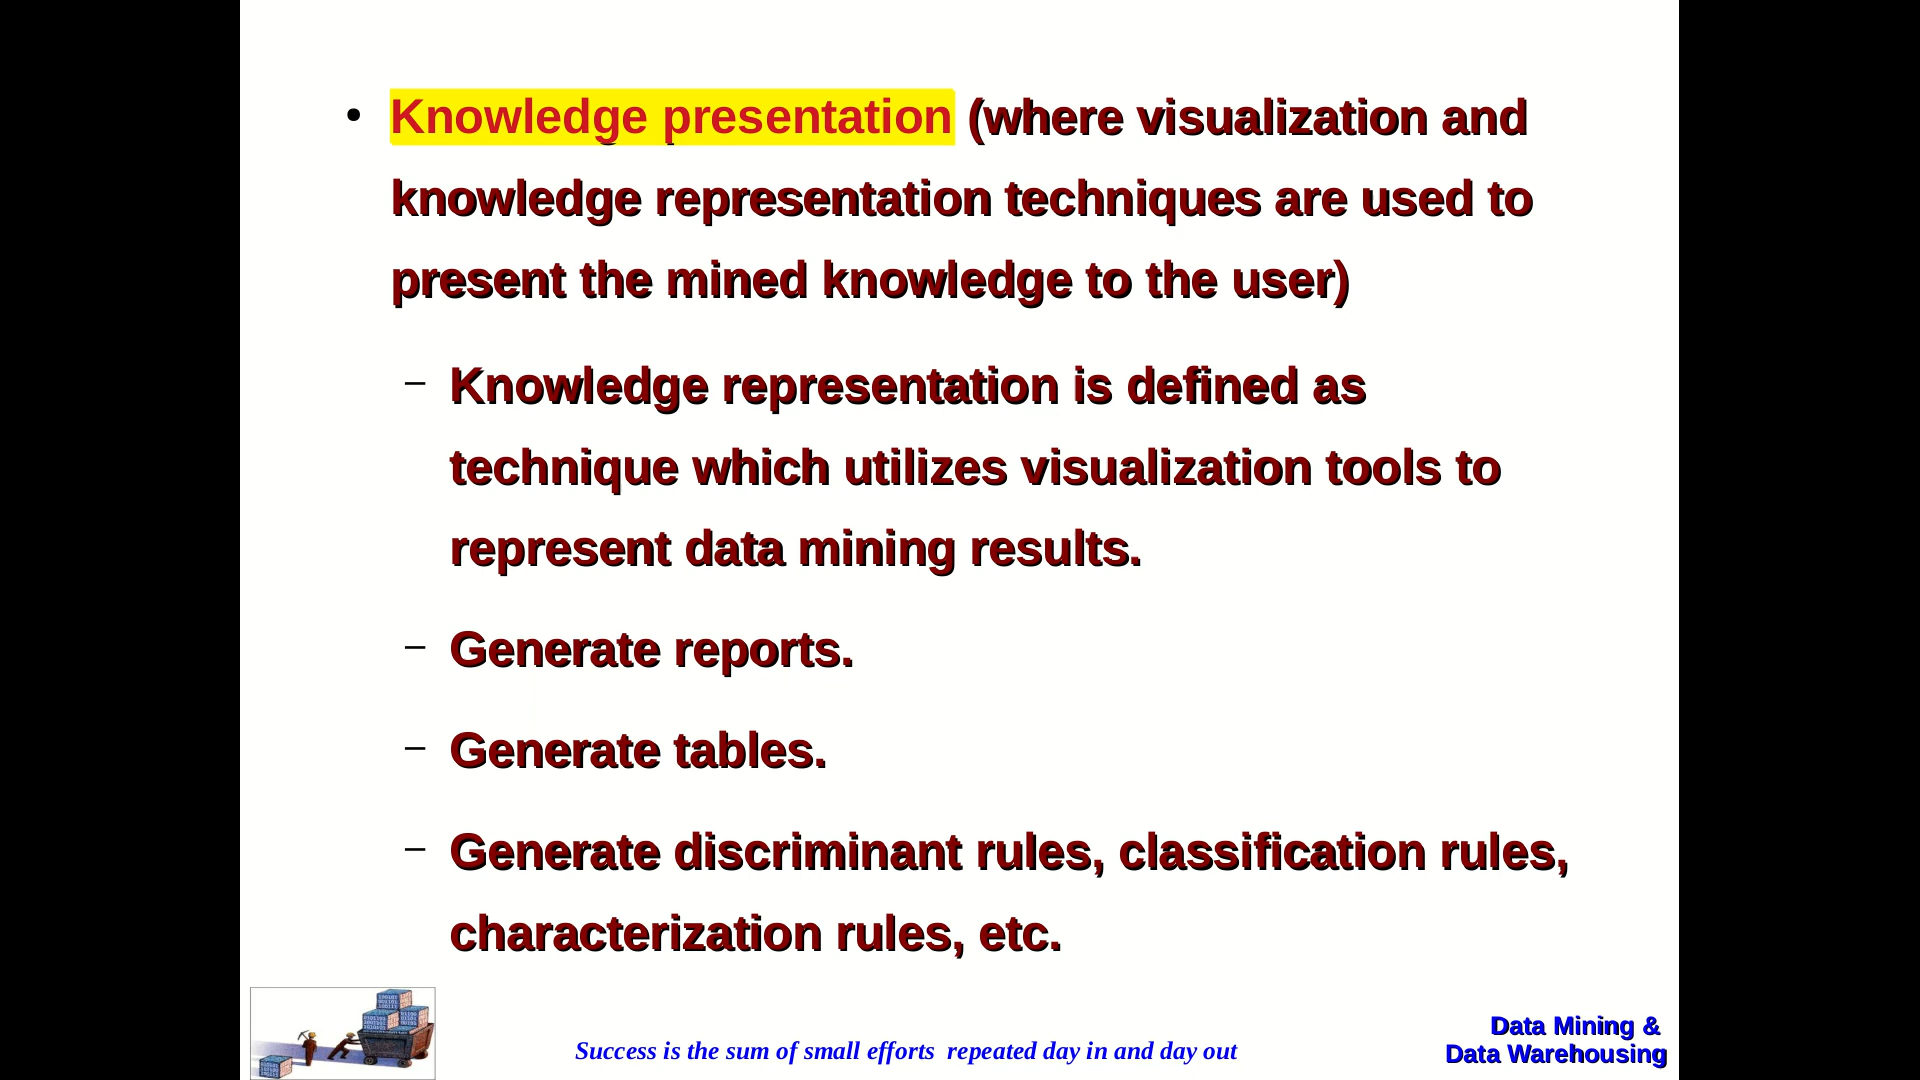 • Knowledge presentation (where visualization and
knowledge representation techniques are used to
present the mined knowledge to the user)
– Knowledge representation is defined as
technique which utilizes visualization tools to
represent data mining results.
– Generate reports.
– Generate tables.
– Generate discriminant rules, classification rules,
characterization rules, etc.
Success is the sum of small efforts  repeated day in and day out
Data Mining &
Data Warehousing